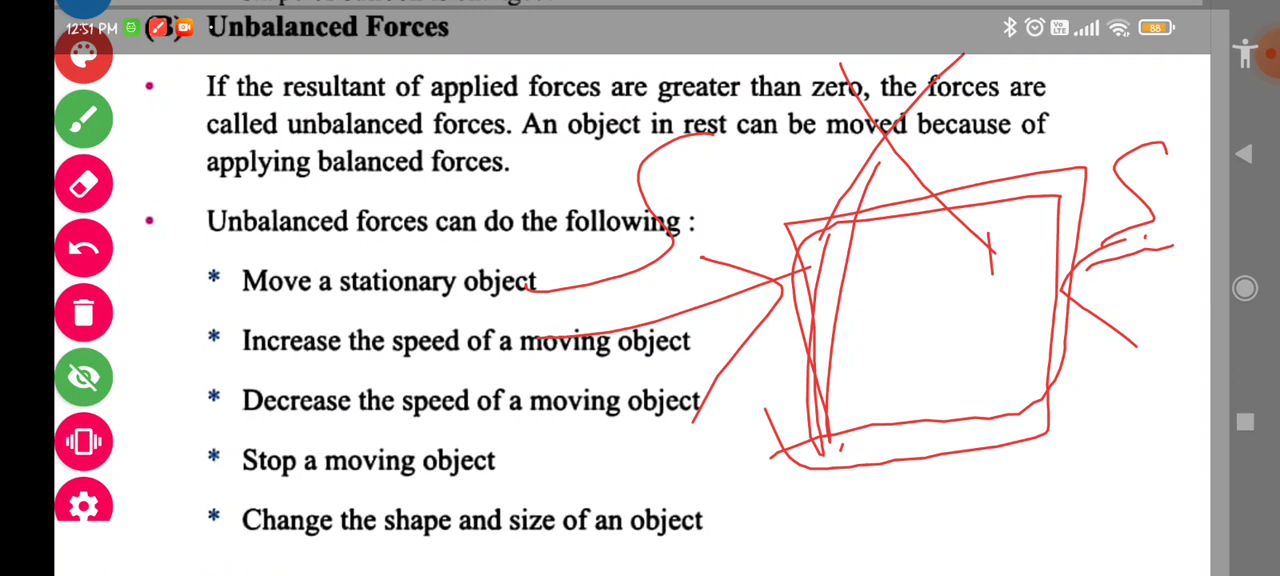 12:51 PM
88
(B) Unbalanced Forces
• If the resultant of applied forces are greater than zero, the forces are
called unbalanced forces. An object in rest can be moved because of
applying balanced forces.
• Unbalanced forces can do the following :
* Move a stationary object
* Increase the speed of a moving object
* Decrease the speed of a moving object
* Stop a moving object
* Change the shape and size of an object
S